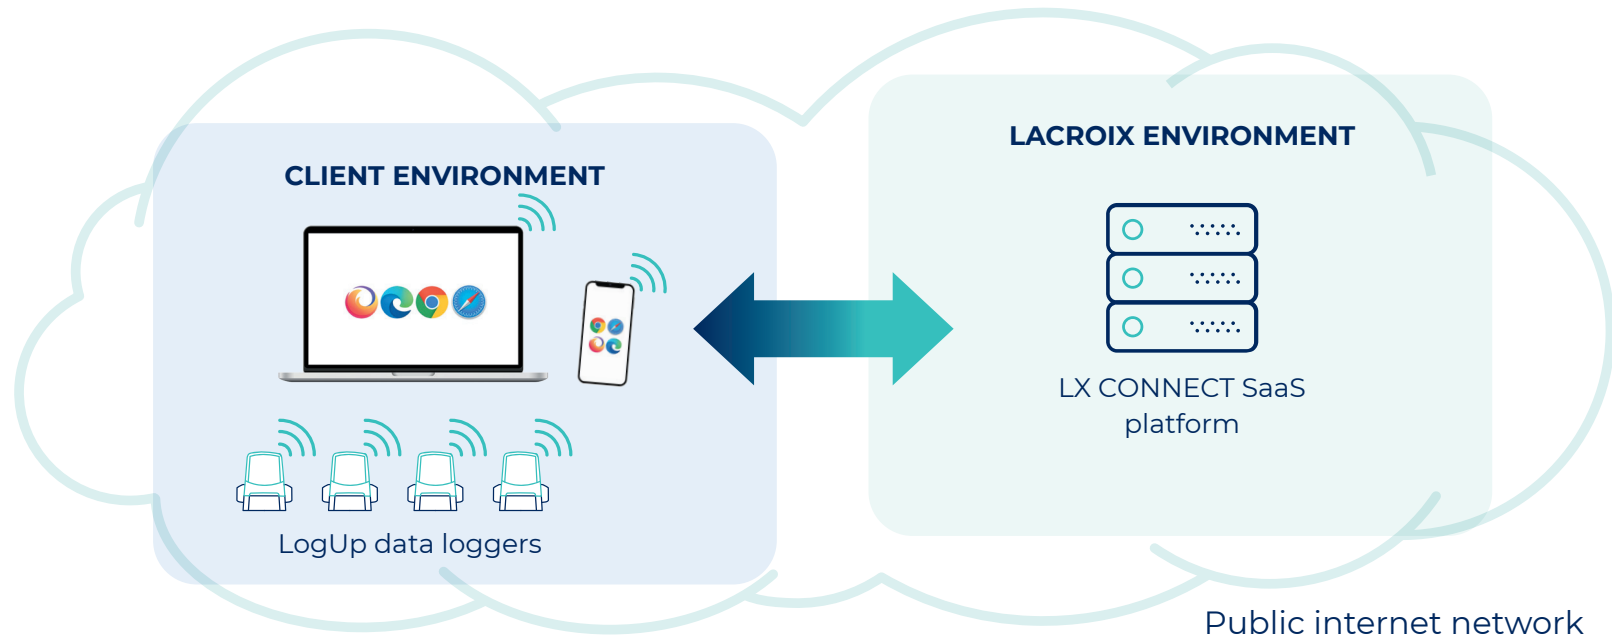 CLIENT ENVIRONMENT
LogUp data loggers
LACROIX ENVIRONMENT
LX CONNECT SaaS
platform
Public internet network